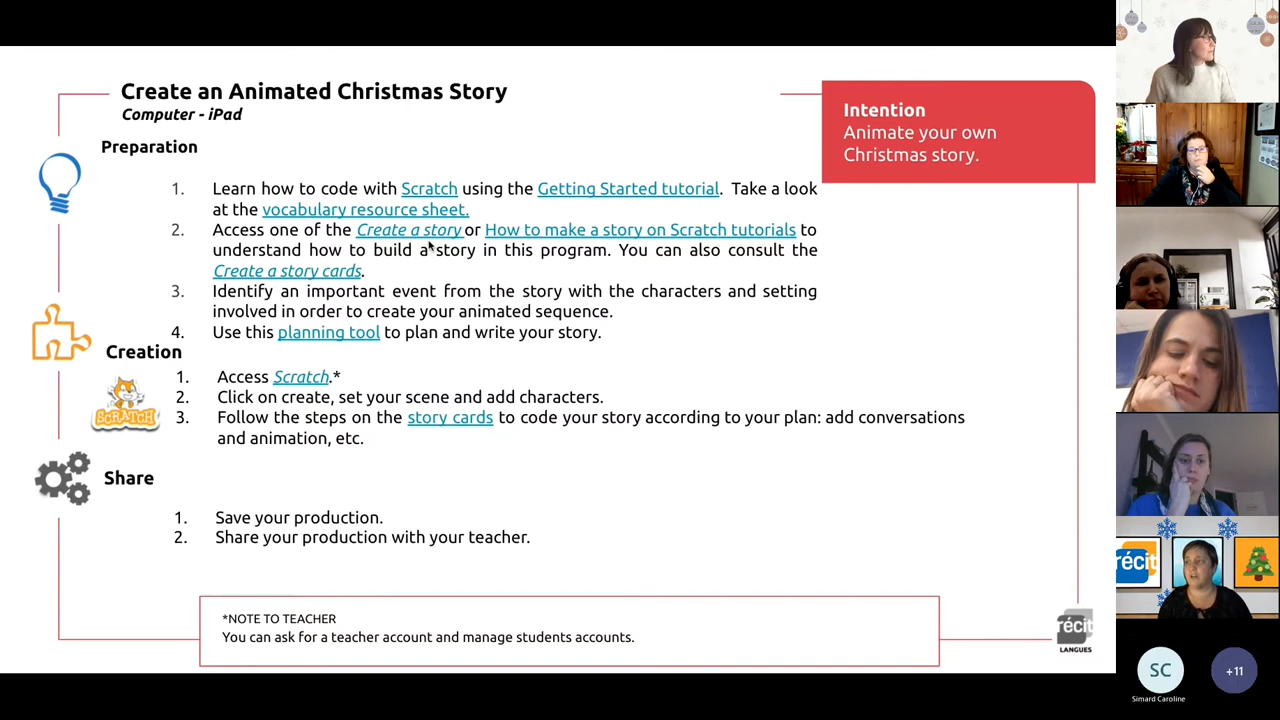 Create an Animated Christmas Story
Computer - iPad
Intention
Animate your own
Christmas story.
Preparation
1. Learn how to code with Scratch using the Getting Started tutorial. Take a look
at the vocabulary resource sheet.
2. Access one of the Create a story or How to make a story on Scratch tutorials to
understand how to build a story in this program. You can also consult the
Create a story cards.
3. Identify an important event from the story with the characters and setting
involved in order to create your animated sequence.
4. Use this planning tool to plan and write your story.
Creation
SCRATCH
1. Access Scratch.*
2. Click on create, set your scene and add characters.
3. Follow the steps on the story cards to code your story according to your plan: add conversations
and animation, etc.
Share
1. Save your production.
2. Share your production with your teacher.
*NOTE TO TEACHER
You can ask for a teacher account and manage students accounts.
récit
LANGUES
récit
SC
Simard Caroline
+11